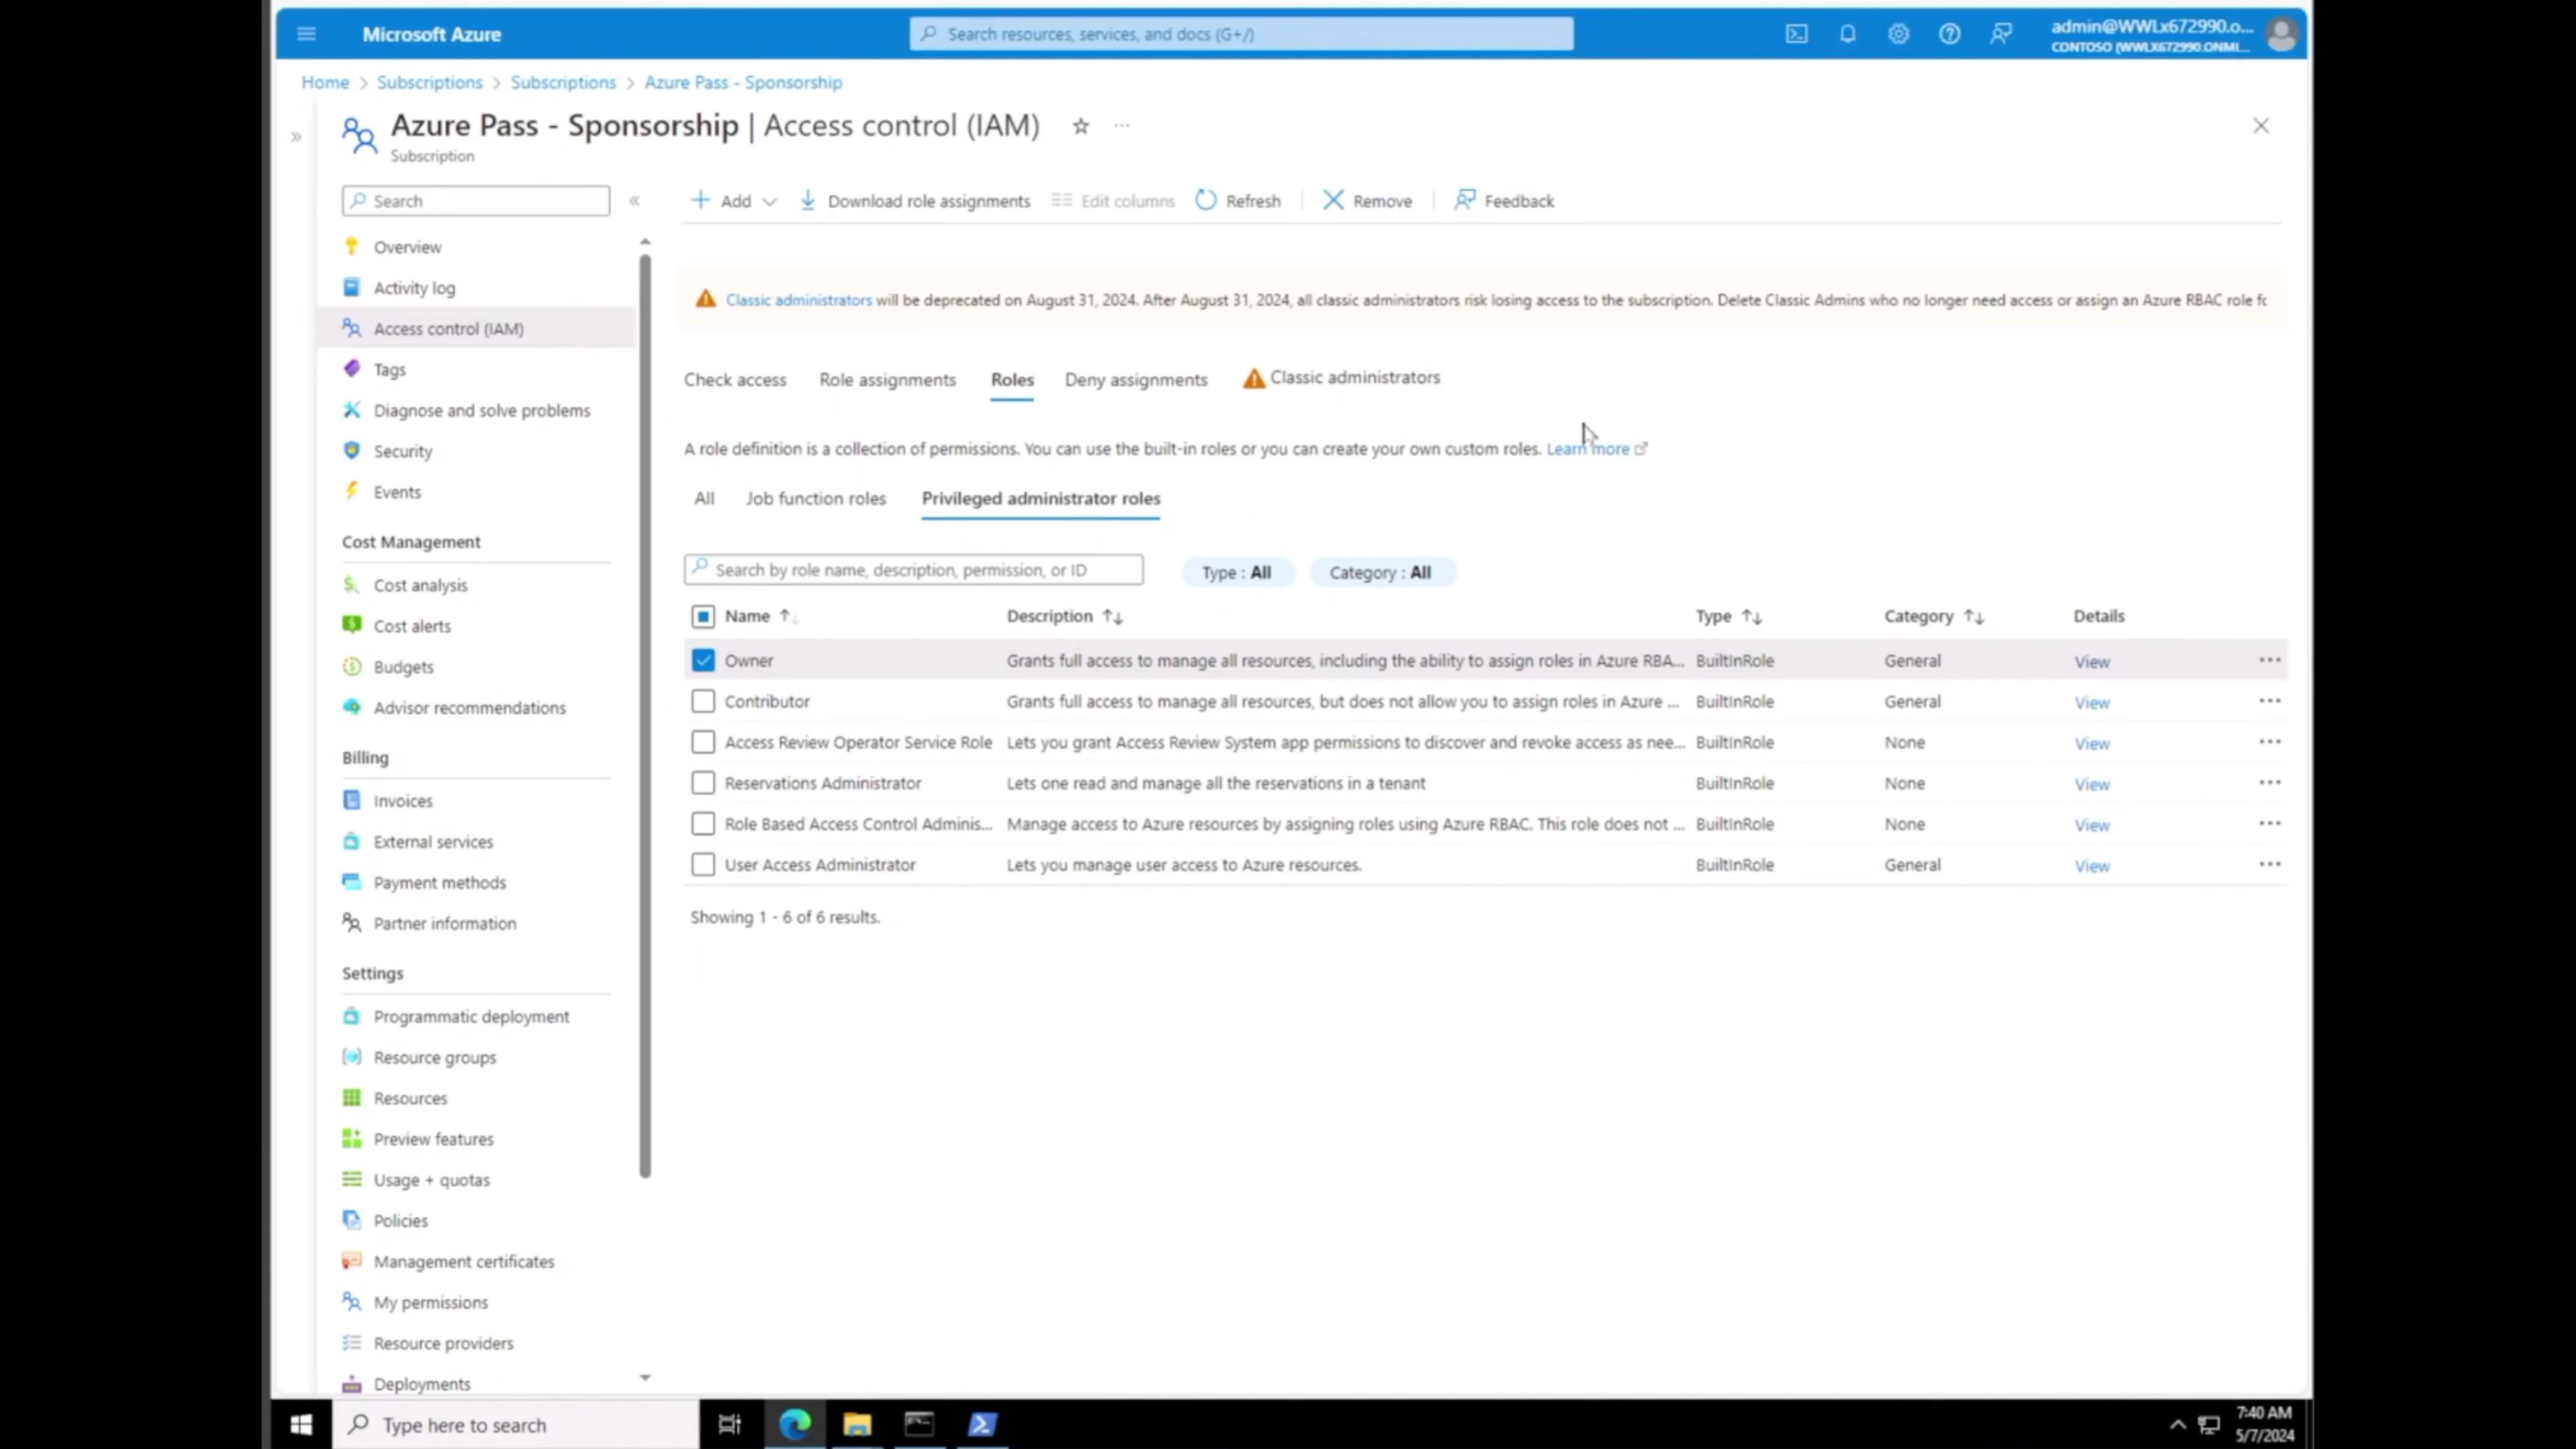 Microsoft Azure
Search resources, services, and docs (G+/)
admin@WWLx672990.o...
CONTOSO (WWLX672990.ONMI...
Home > Subscriptions > Subscriptions > Azure Pass - Sponsorship
Azure Pass - Sponsorship | Access control (IAM)
Subscription
Search
Add
Download role assignments
Edit columns
Refresh
Remove
Feedback
Overview
Activity log
Access control (IAM)
Tags
Diagnose and solve problems
Security
Events
Cost Management
Cost analysis
Cost alerts
Budgets
Advisor recommendations
Billing
Invoices
External services
Payment methods
Partner information
Settings
Programmatic deployment
Resource groups
Resources
Preview features
Usage + quotas
Policies
Management certificates
My permissions
Resource providers
Deployments
Classic administrators will be deprecated on August 31, 2024. After August 31, 2024, all classic administrators risk losing access to the subscription. Delete Classic Admins who no longer need access or assign an Azure RBAC role fo
Check access Role assignments Roles Deny assignments Classic administrators
A role definition is a collection of permissions. You can use the built-in roles or you can create your own custom roles. Learn more
All Job function roles Privileged administrator roles
Search by role name, description, permission, or ID
Type : All Category : All
Name Description Type Category Details
Owner Grants full access to manage all resources, including the ability to assign roles in Azure RBA... BuiltInRole General View ...
Contributor Grants full access to manage all resources, but does not allow you to assign roles in Azure ... BuiltInRole General View ...
Access Review Operator Service Role Lets you grant Access Review System app permissions to discover and revoke access as nee... BuiltInRole None View ...
Reservations Administrator Lets one read and manage all the reservations in a tenant BuiltInRole None View ...
Role Based Access Control Adminis... Manage access to Azure resources by assigning roles using Azure RBAC. This role does not ... BuiltInRole None View ...
User Access Administrator Lets you manage user access to Azure resources. BuiltInRole General View ...
Showing 1 - 6 of 6 results.
Type here to search
7:40 AM
5/7/2024